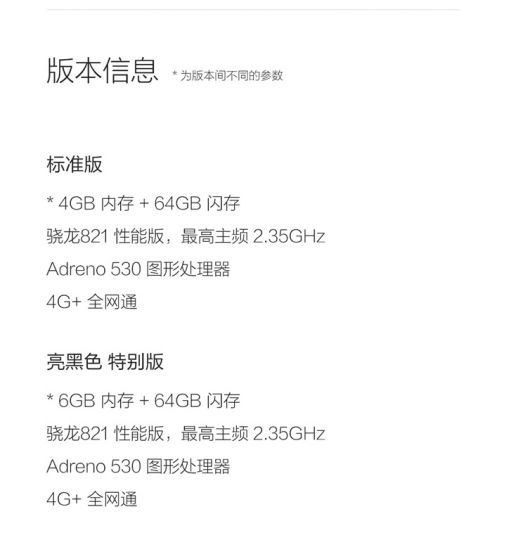 版本信息 * 为版本间不同的参数
标准版
* 4GB 内存 + 64GB 闪存
骁龙821 性能版，最高主频 2.35GHz
Adreno 530 图形处理器
4G+ 全网通
亮黑色 特别版
* 6GB 内存 + 64GB 闪存
骁龙821 性能版，最高主频 2.35GHz
Adreno 530 图形处理器
4G+ 全网通